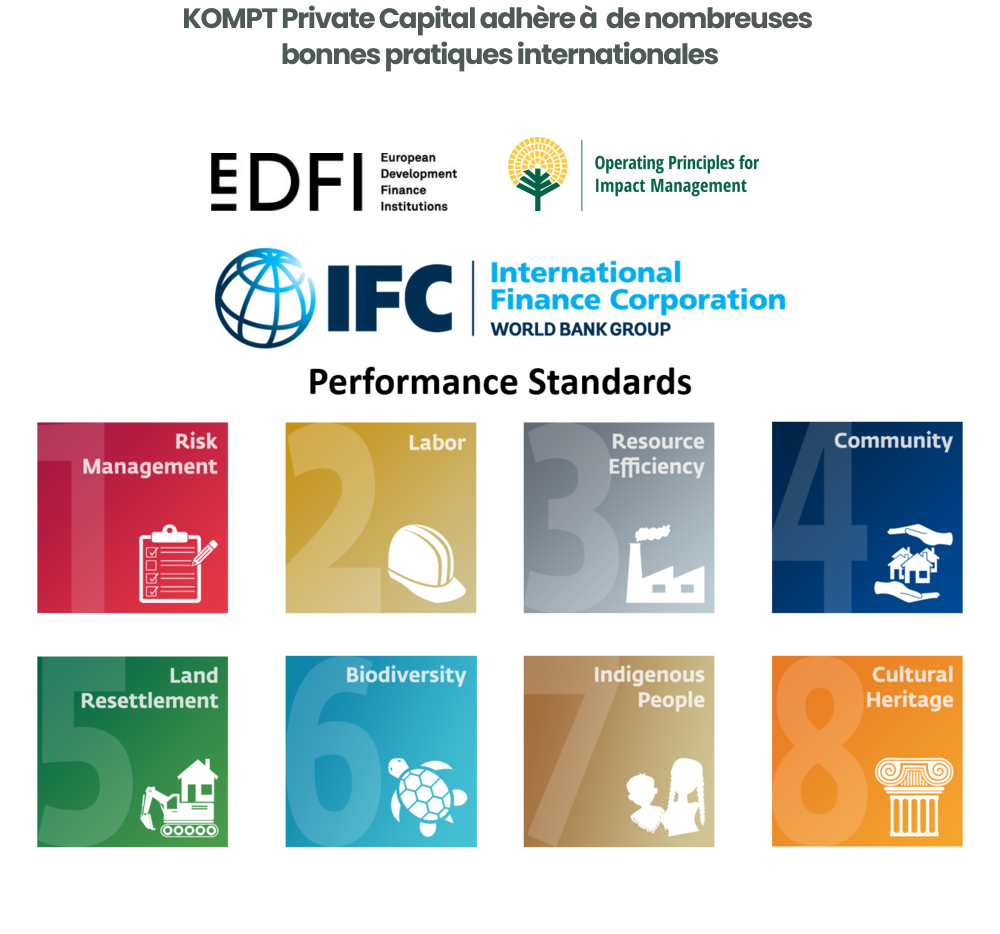 KOMPT Private Capital adhère à de nombreuses
bonnes pratiques internationales
EDFI
European
Development
Finance
Institutions
Operating Principles for
Impact Management
IFC
International
Finance Corporation
WORLD BANK GROUP
Performance Standards
1
Risk
Management
2
Labor
3
Resource
Efficiency
4
Community
5
Land
Resettlement
6
Biodiversity
7
Indigenous
People
8
Cultural
Heritage